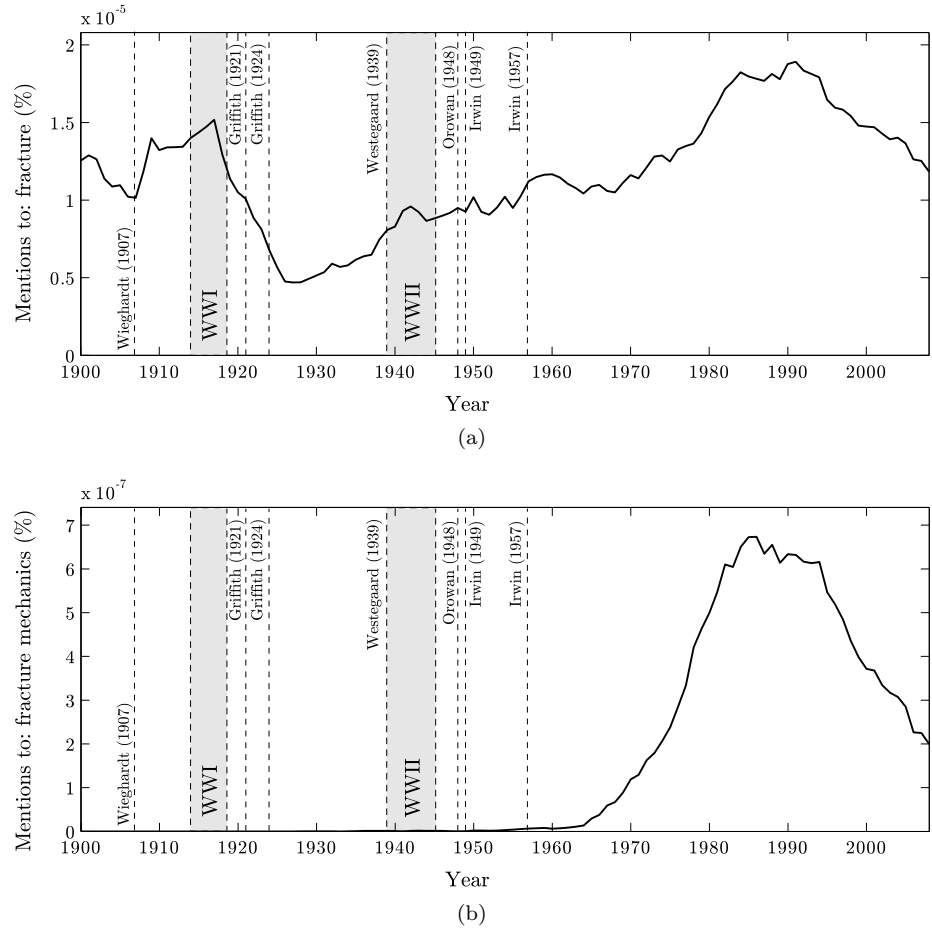 x 10-5
2
1.5
1
0.5
0
Mentions to: fracture (%)
Wieghardt (1907)
WWI
Griffith (1921)
Griffith (1924)
Westegaard (1939)
WWII
Orowan (1948)
Irwin (1949)
Irwin (1957)
1900 1910 1920 1930 1940 1950 1960 1970 1980 1990 2000
Year
(a)
x 10-7
7
6
5
4
3
2
1
0
Mentions to: fracture mechanics (%)
Wieghardt (1907)
WWI
Griffith (1921)
Griffith (1924)
Westegaard (1939)
WWII
Orowan (1948)
Irwin (1949)
Irwin (1957)
1900 1910 1920 1930 1940 1950 1960 1970 1980 1990 2000
Year
(b)